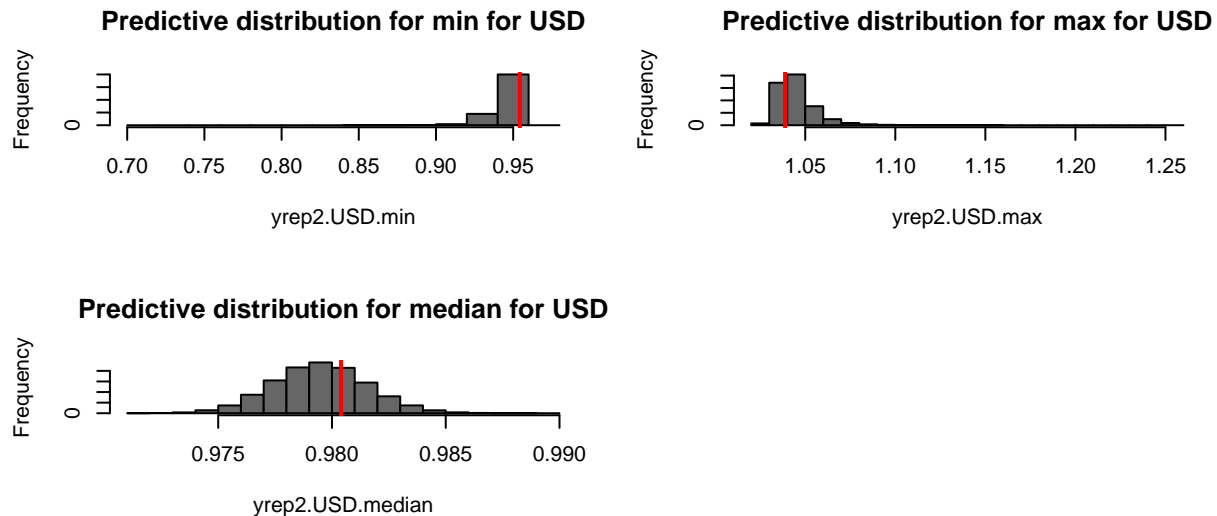 Predictive distribution for min for USD
Frequency
0
0.70 0.75 0.80 0.85 0.90 0.95
yrep2.USD.min
Predictive distribution for max for USD
Frequency
0
1.05 1.10 1.15 1.20 1.25
yrep2.USD.max
Predictive distribution for median for USD
Frequency
0
0.975 0.980 0.985 0.990
yrep2.USD.median